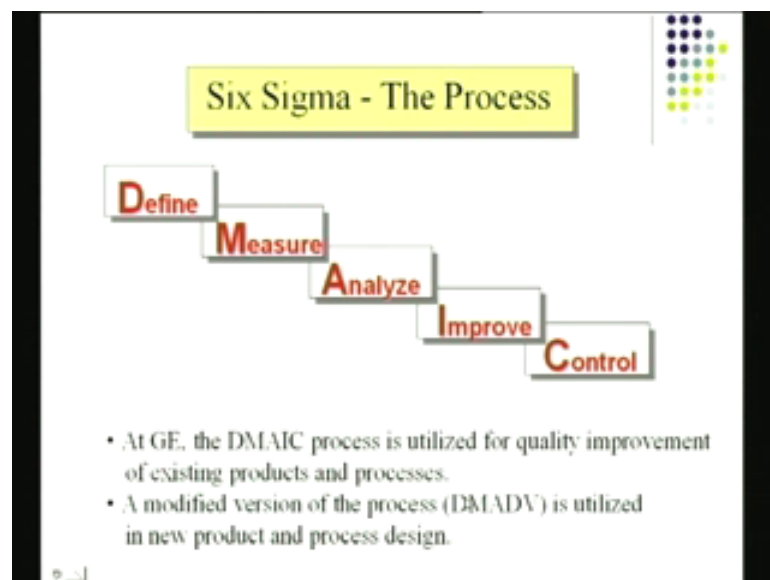 Six Sigma - The Process
Define
Measure
Analyze
Improve
Control
• At GE, the DMAIC process is utilized for quality improvement
of existing products and processes.
• A modified version of the process (DMADV) is utilized
in new product and process design.